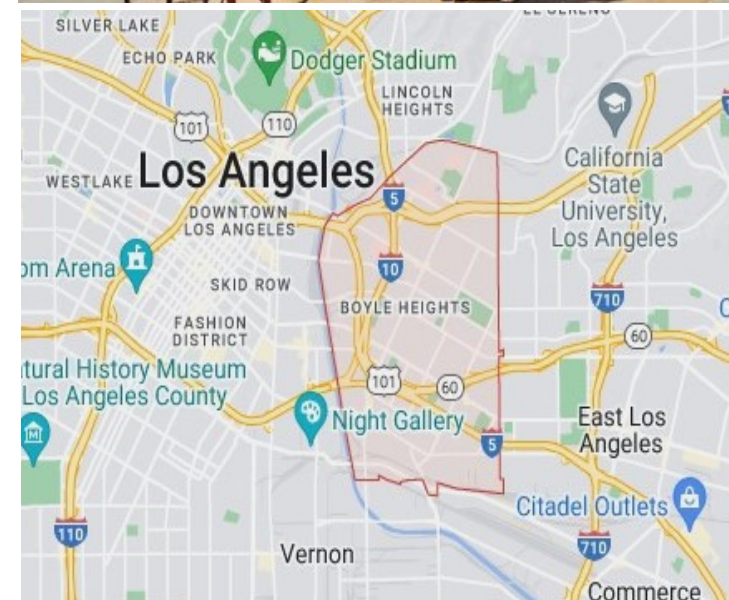 EL SERENO
SILVER LAKE
ECHO PARK
Dodger Stadium
LINCOLN
HEIGHTS
101
110
California
State
University,
Los Angeles
WESTLAKE
Los Angeles
5
DOWNTOWN
LOS ANGELES
om Arena
10
SKID ROW
710
BOYLE HEIGHTS
FASHION
DISTRICT
60
tural History Museum
Los Angeles County
101
60
Night Gallery
East Los
Angeles
5
Citadel Outlets
110
710
Vernon
Commerce